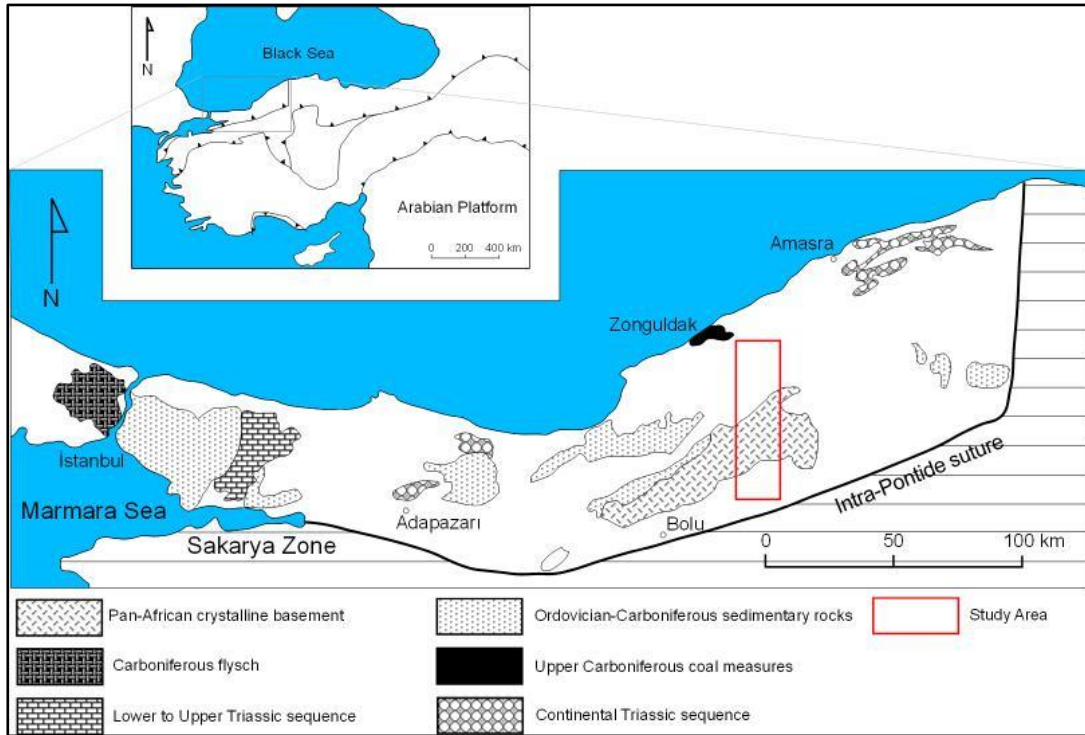 Black Sea
N
Arabian Platform
0 200 400 km
N
Amasra
Zonguldak
İstanbul
Marmara Sea
Adapazarı
Sakarya Zone
Bolu
Intra-Pontide suture
0 50 100 km
Pan-African crystalline basement
Ordovician-Carboniferous sedimentary rocks
Study Area
Carboniferous flysch
Upper Carboniferous coal measures
Lower to Upper Triassic sequence
Continental Triassic sequence